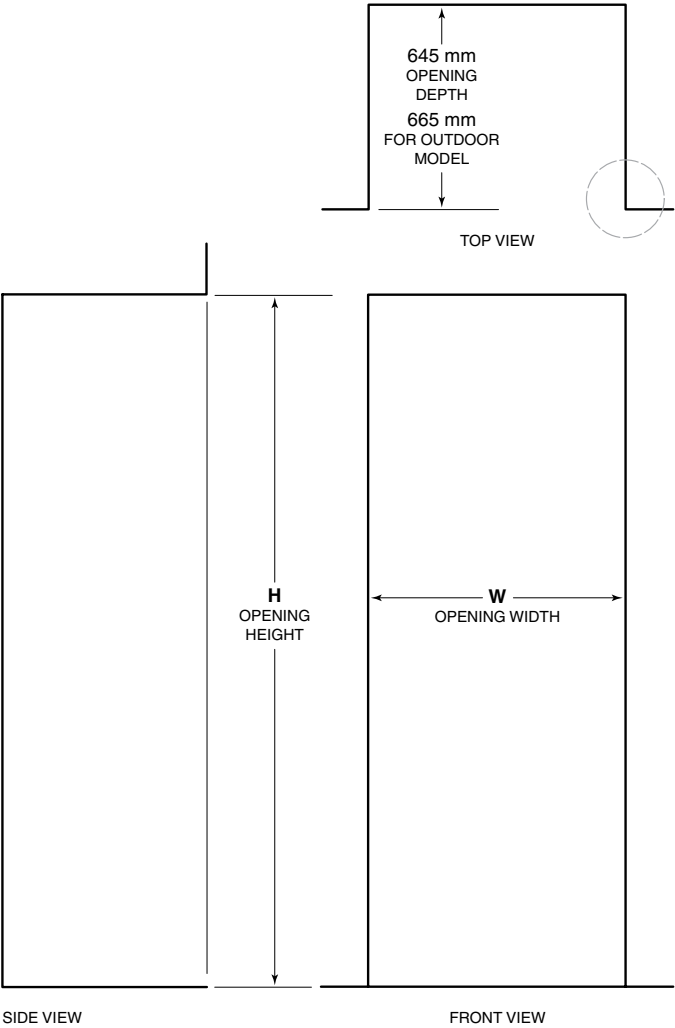 645 mm
OPENING
DEPTH
665 mm
FOR OUTDOOR
MODEL
TOP VIEW
H
OPENING
HEIGHT
W
OPENING WIDTH
SIDE VIEW
FRONT VIEW